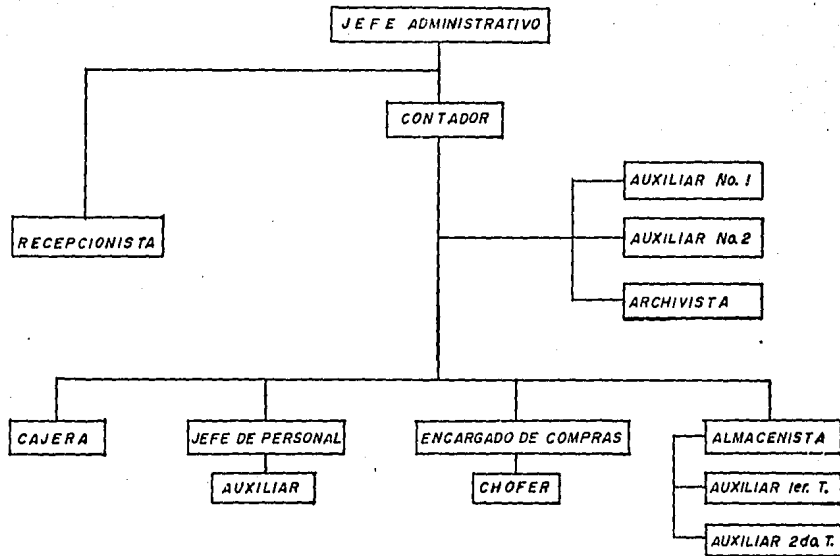 JEFE ADMINISTRATIVO
CONTADOR
AUXILIAR No. 1
RECEPCIONISTA
AUXILIAR No. 2
ARCHIVISTA
CAJERA
JEFE DE PERSONAL
ENCARGADO DE COMPRAS
ALMACENISTA
AUXILIAR
CHOFER
AUXILIAR 1er. T.
AUXILIAR 2do. T.